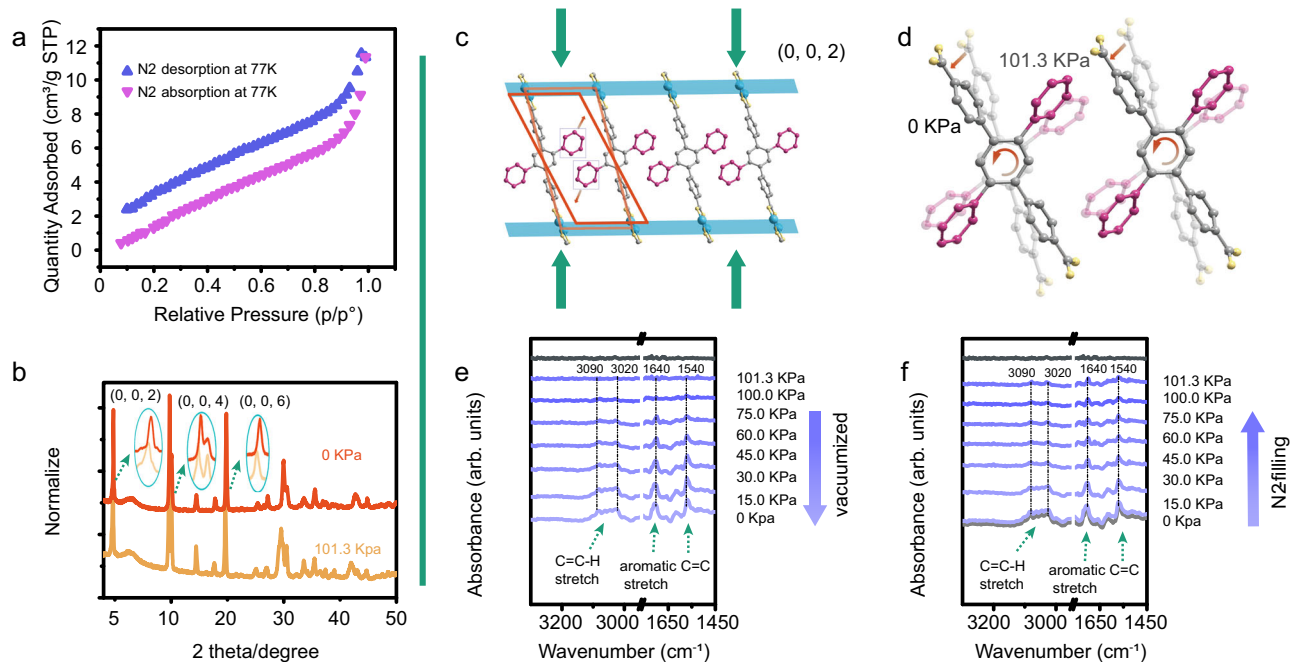 a
Quantity Adsorbed (cm³/g STP)
12
10
8
6
4
2
0
N2 desorption at 77K
N2 absorption at 77K
0.0 0.2 0.4 0.6 0.8 1.0
Relative Pressure (p/p°)
b
Normalize
(0, 0, 2)
(0, 0, 4)
(0, 0, 6)
0 KPa
101.3 Kpa
5 10 20 30 40 50
2 theta/degree
c
(0, 0, 2)
d
101.3 KPa
0 KPa
e
Absorbance (arb. units)
3090 3020 1640 1540
101.3 KPa
100.0 KPa
75.0 KPa
60.0 KPa
45.0 KPa
30.0 KPa
15.0 KPa
0 Kpa
vacuumized
C=C-H
stretch
aromatic
stretch
C=C
3200 3000 1650 1450
Wavenumber (cm⁻¹)
f
Absorbance (arb. units)
3090 3020 1640 1540
101.3 KPa
100.0 KPa
75.0 KPa
60.0 KPa
45.0 KPa
30.0 KPa
15.0 KPa
0 KPa
N2filling
C=C-H
stretch
aromatic
stretch
C=C
3200 3000 1650 1450
Wavenumber (cm⁻¹)